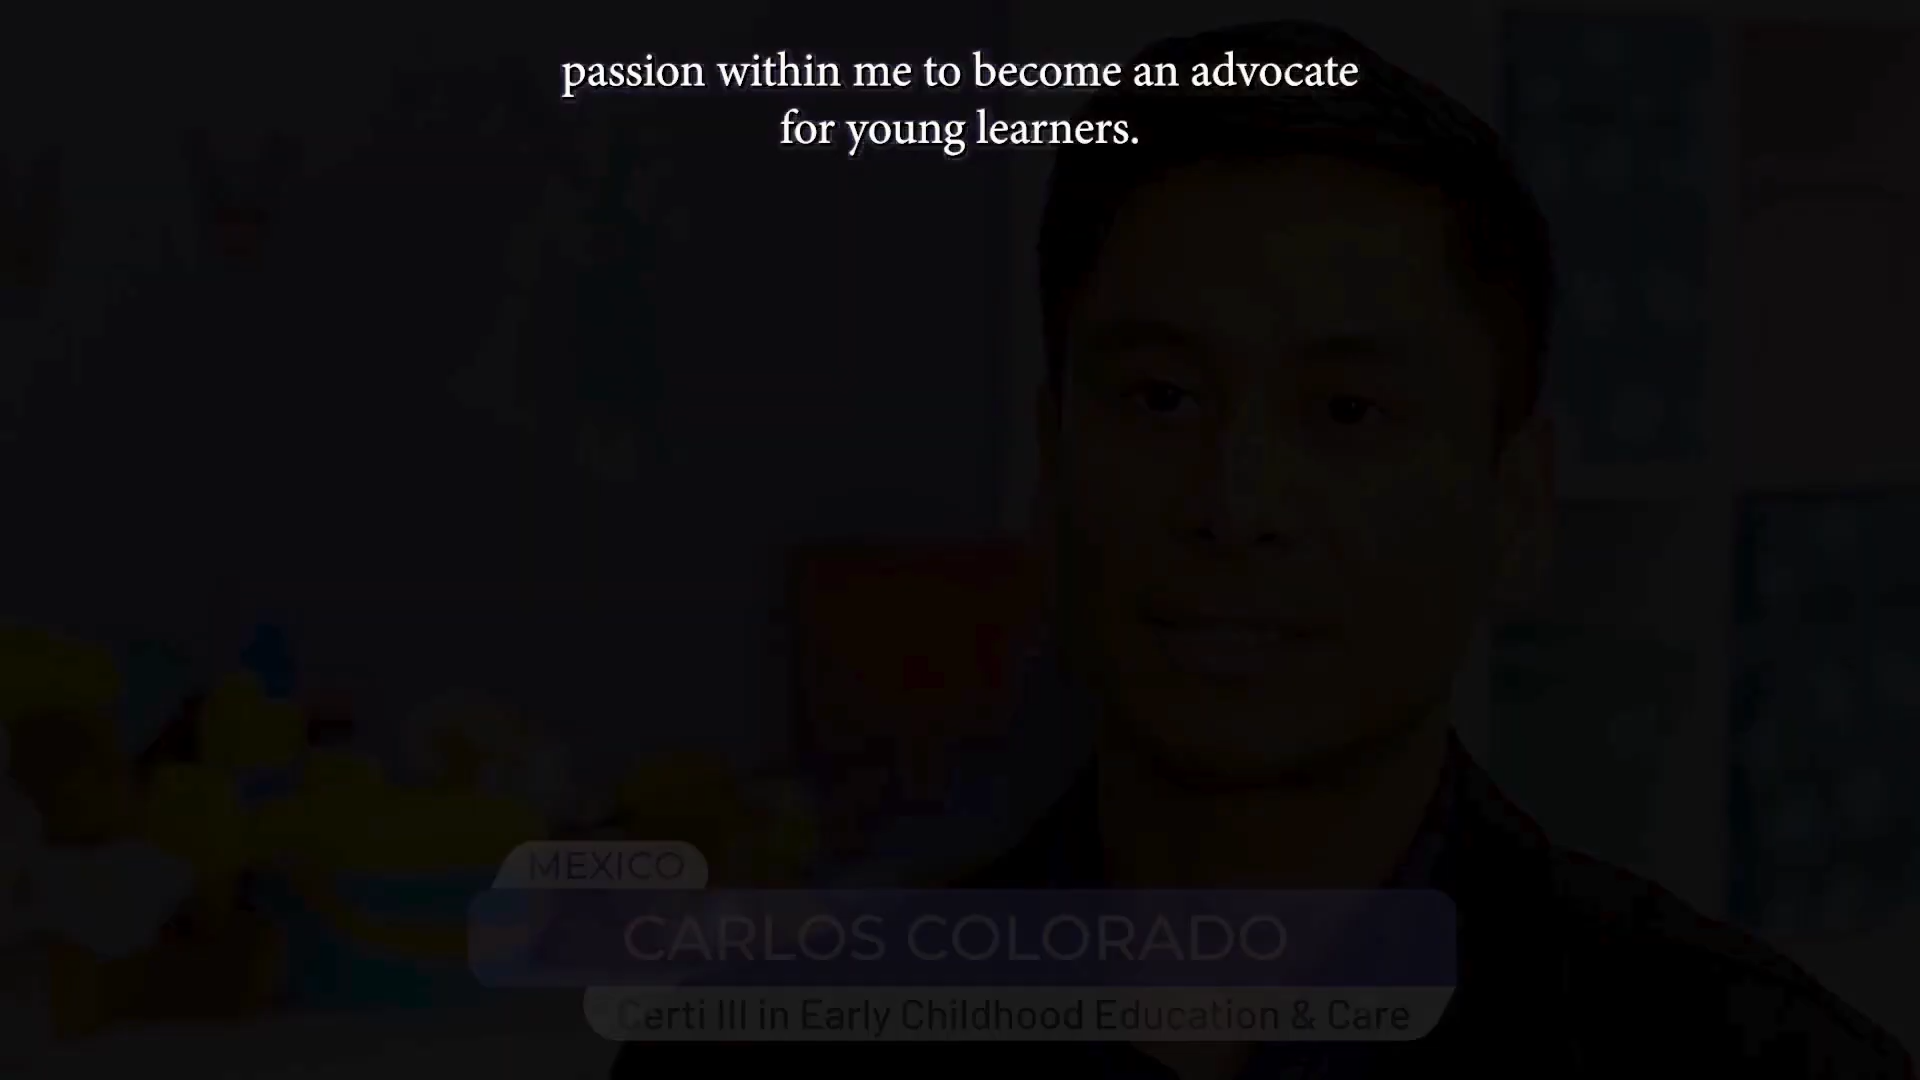 passion within me to become an advocate
for young learners.
MEXICO
CARLOS COLORADO
Certi III in Early Childhood Education & Care